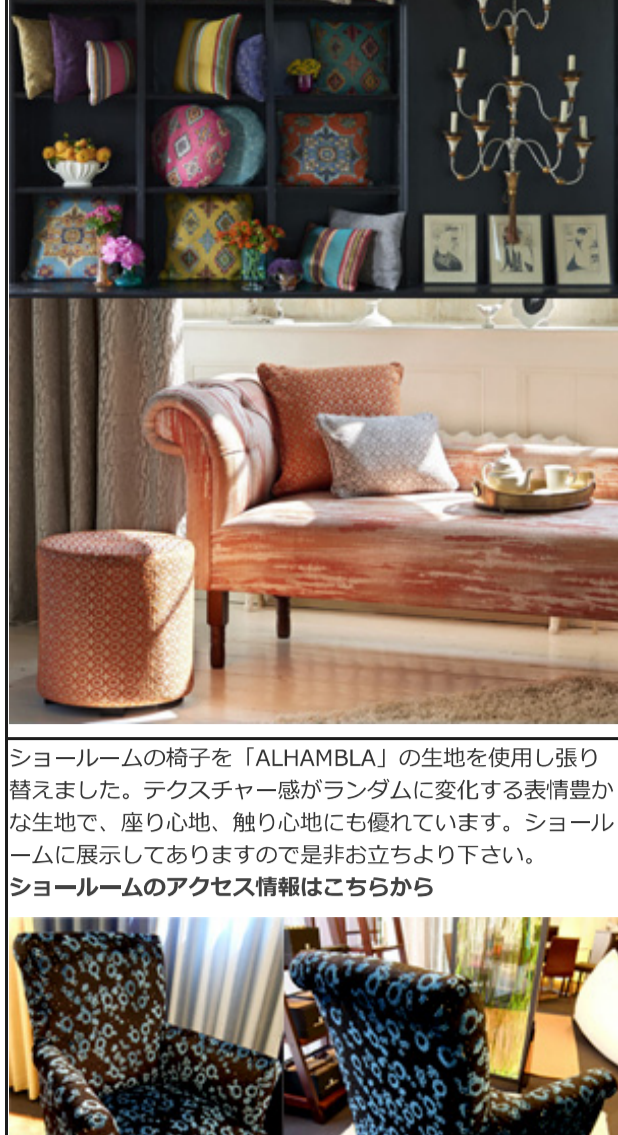 ショールームの椅子を「ALHAMBLA」の生地を使用し張り
替えました。テクスチャー感がランダムに変化する表情豊か
な生地で、座り心地、触り心地にも優れています。ショール
ームに展示してありますので是非お立ちより下さい。
ショールームのアクセス情報はこちらから